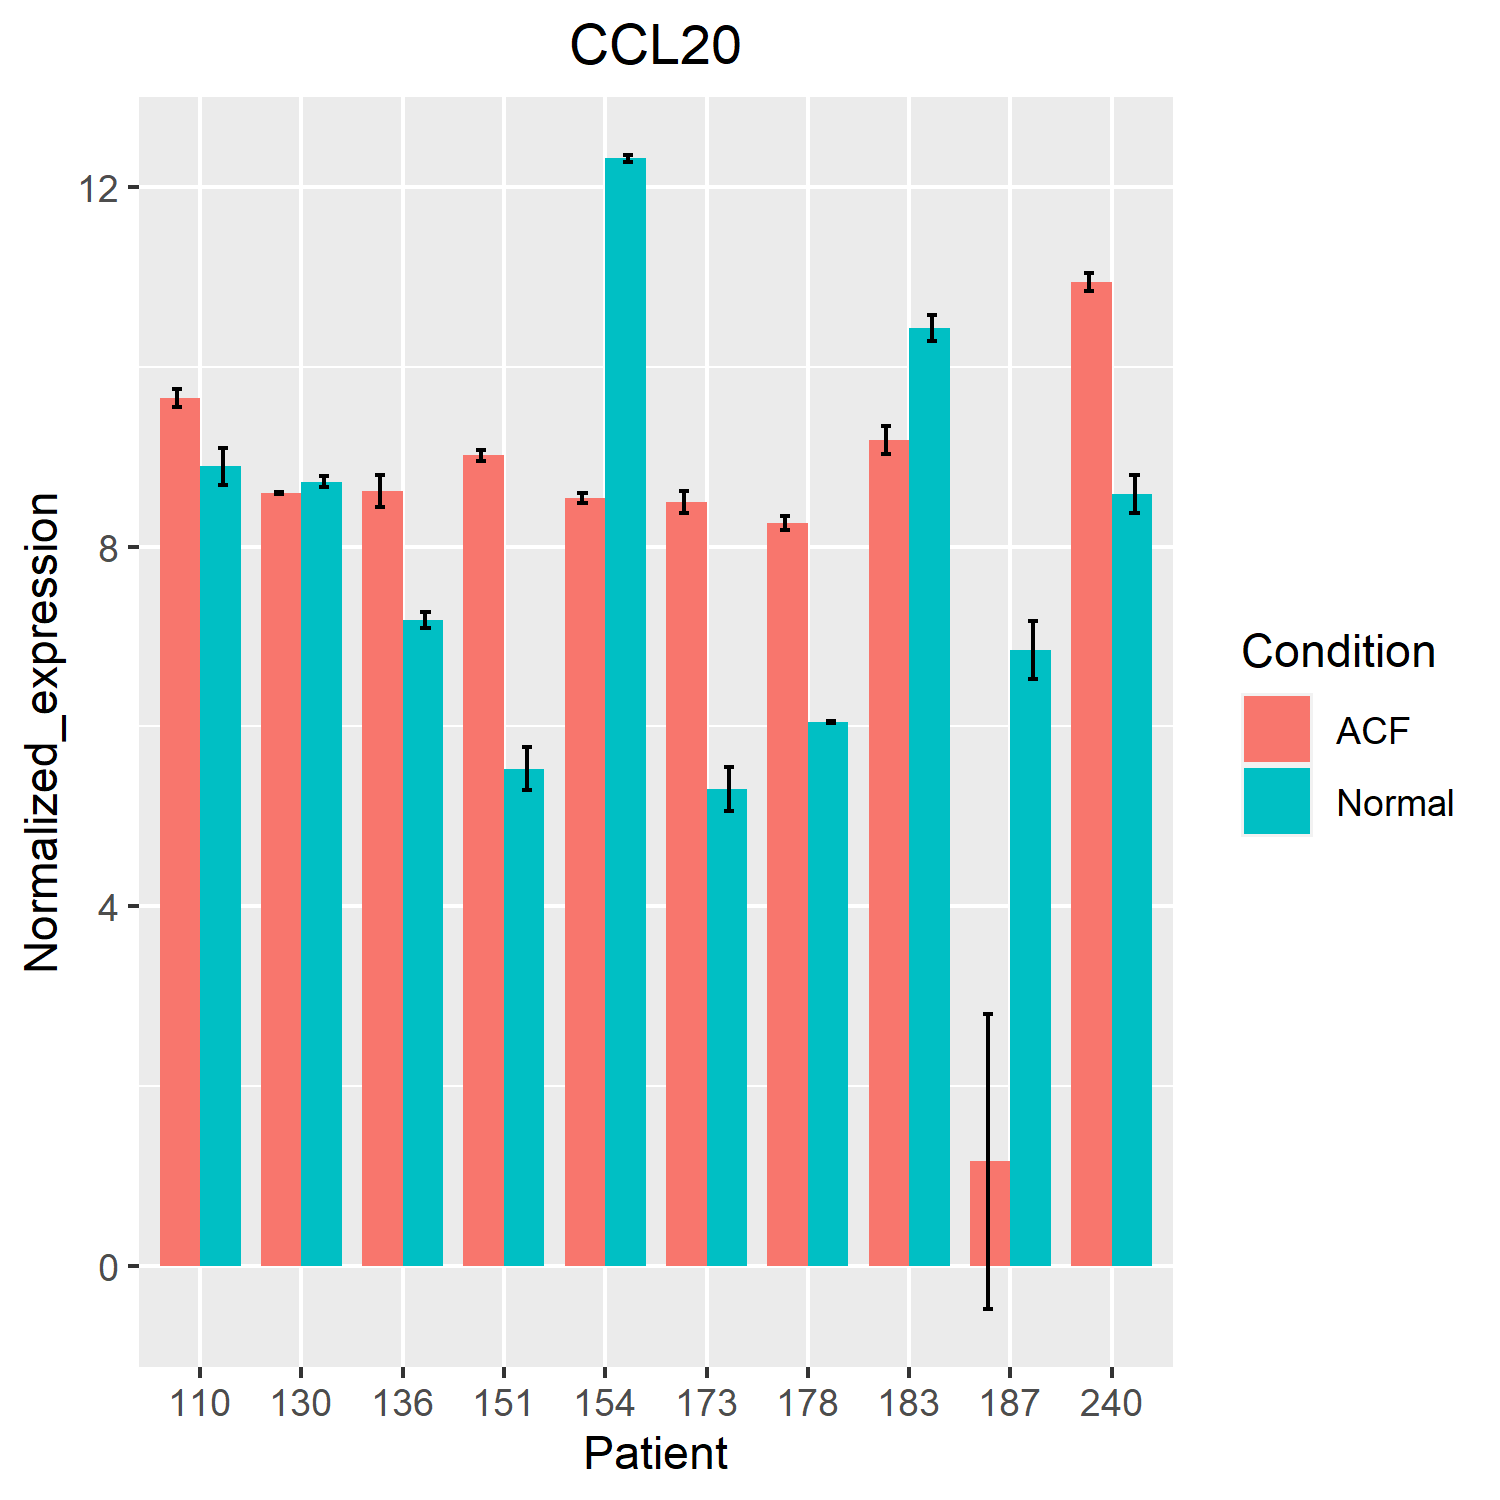 CCL20
Normalized_expression
12
8
4
0
110 130 136 151 154 173 178 183 187 240
Patient
Condition
ACF
Normal